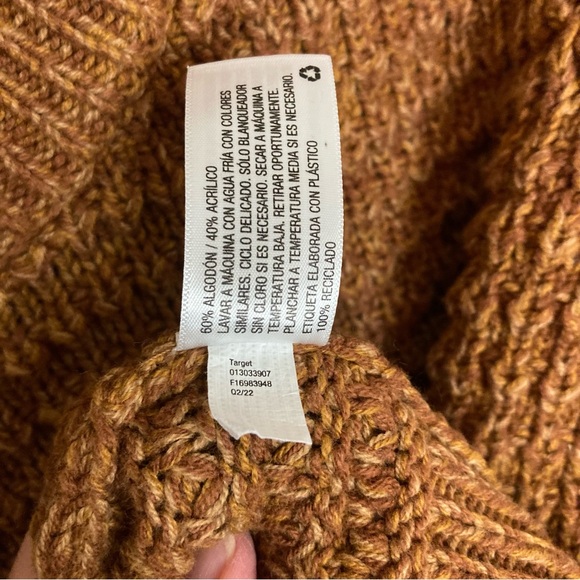 60% ALGODÓN / 40% ACRÍLICO
LAVAR A MÁQUINA CON AGUA FRÍA CON COLORES
SIMILARES. CICLO DELICADO. SÓLO BLANQUEADOR
SIN CLORO SI ES NECESARIO. SECAR A MÁQUINA A
TEMPERATURA BAJA. RETIRAR OPORTUNAMENTE.
PLANCHAR A TEMPERATURA MEDIA SI ES NECESARIO.
ETIQUETA ELABORADA CON PLÁSTICO
100% RECICLADO
Target
013033907
F16983948
02/22